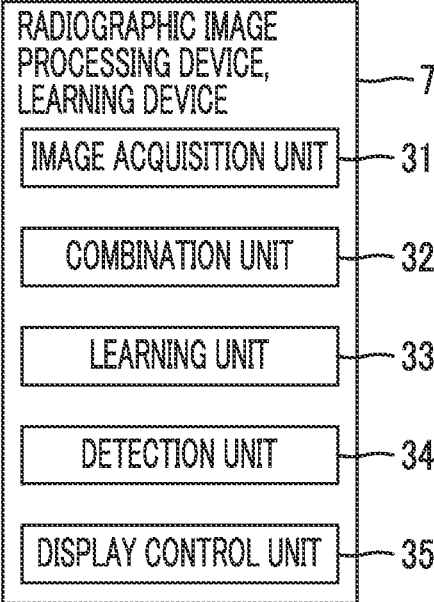 RADIOGRAPHIC IMAGE
PROCESSING DEVICE,
LEARNING DEVICE
7
IMAGE ACQUISITION UNIT
31
COMBINATION UNIT
32
LEARNING UNIT
33
DETECTION UNIT
34
DISPLAY CONTROL UNIT
35